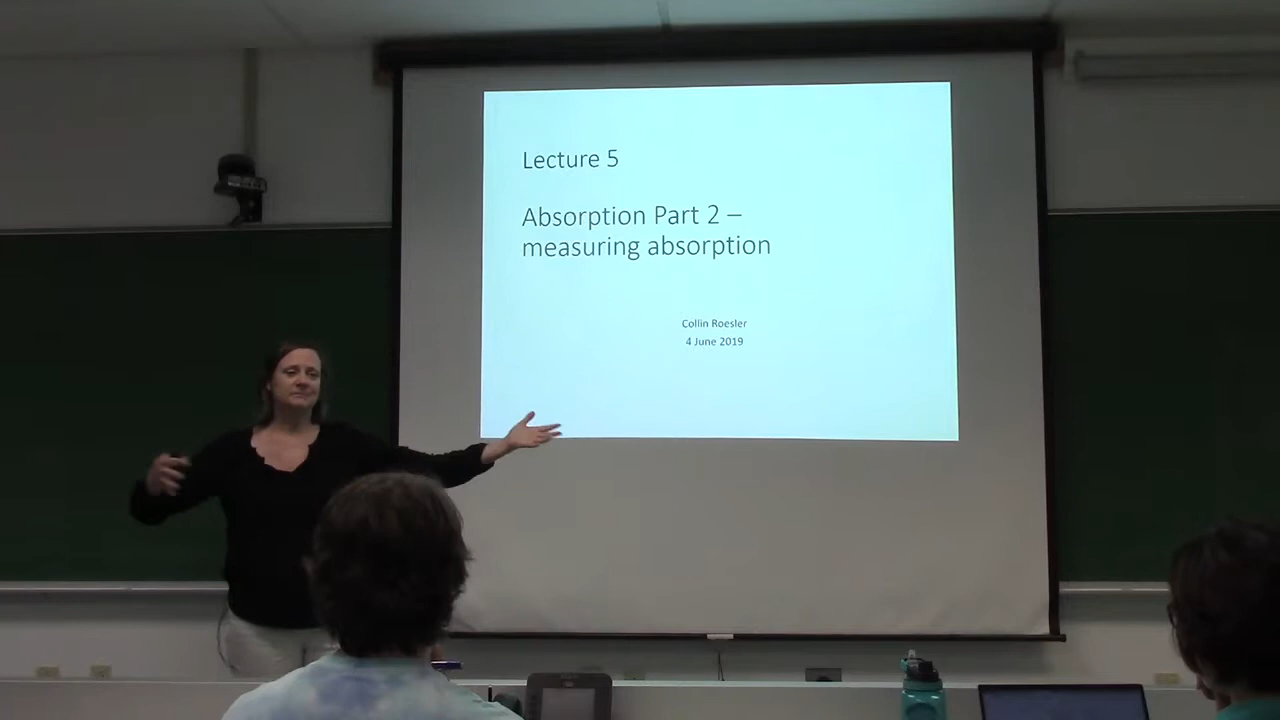 Lecture 5
Absorption Part 2 –
measuring absorption
Collin Roesler
4 June 2019